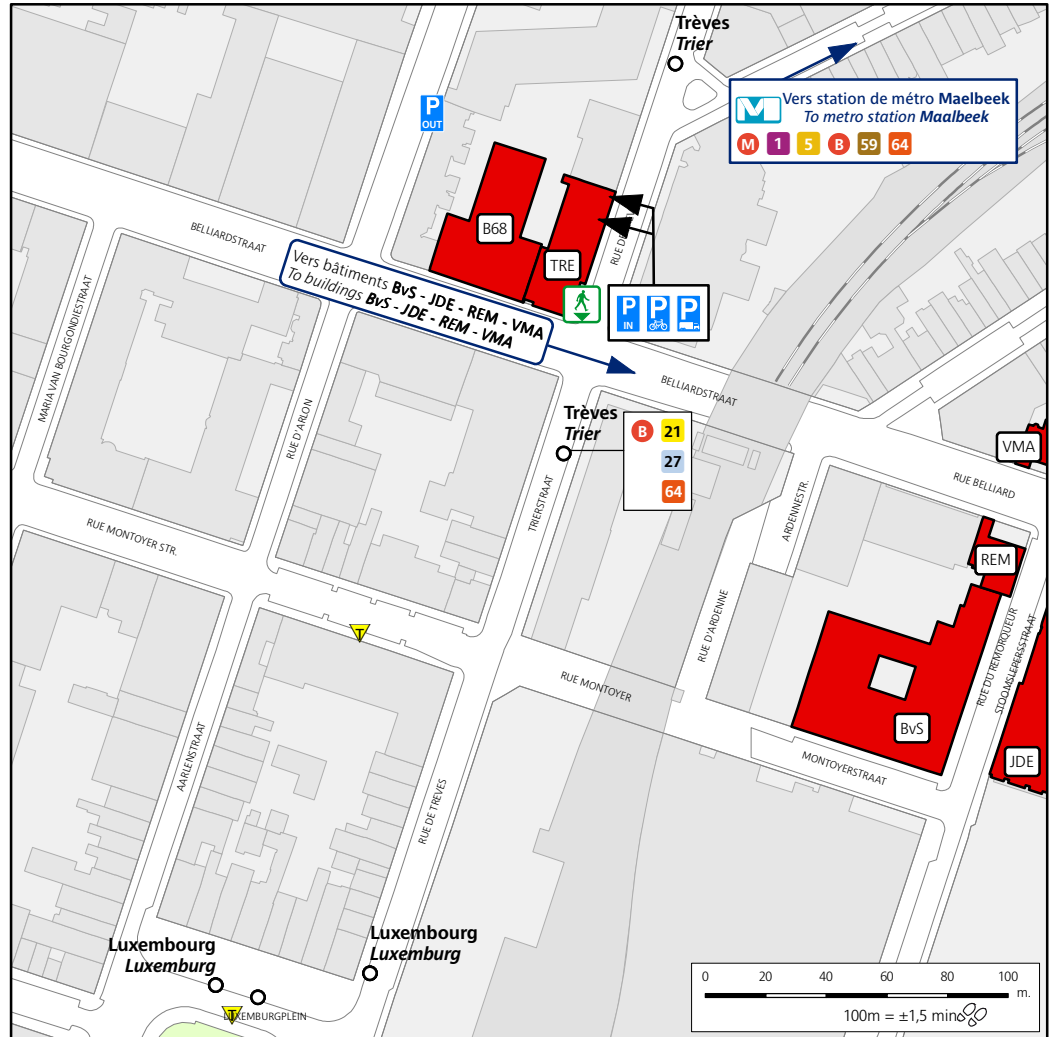 Trèves
Trier
P
OUT
Vers station de métro Maelbeek
To metro station Maalbeek
M 1 5 B 59 64
B68
TRE
RUE DE
BELLIARDSTRAAT
Vers bâtiments BvS - JDE - REM - VMA
To buildings BvS - JDE - REM - VMA
P
IN
P
P
MARIA VAN BOURGONDIESTRAAT
RUE D'ARLON
BELLIARDSTRAAT
Trèves
Trier
B 21
27
64
VMA
RUE BELLIARD
TRIERSTRAAT
ARDENNESTR.
RUE MONTOYER STR.
REM
T
RUE D'ARDENNE
RUE DU REMORQUEUR
STOOMSLEPERSSTRAAT
RUE MONTOYER
BvS
AARLENSTRAAT
MONTOYERSTRAAT
JDE
RUE DE TREVES
Luxembourg
Luxemburg
Luxembourg
Luxemburg
T
LUXEMBURGPLEIN
0 20 40 60 80 100
m.
100m = ±1,5 min